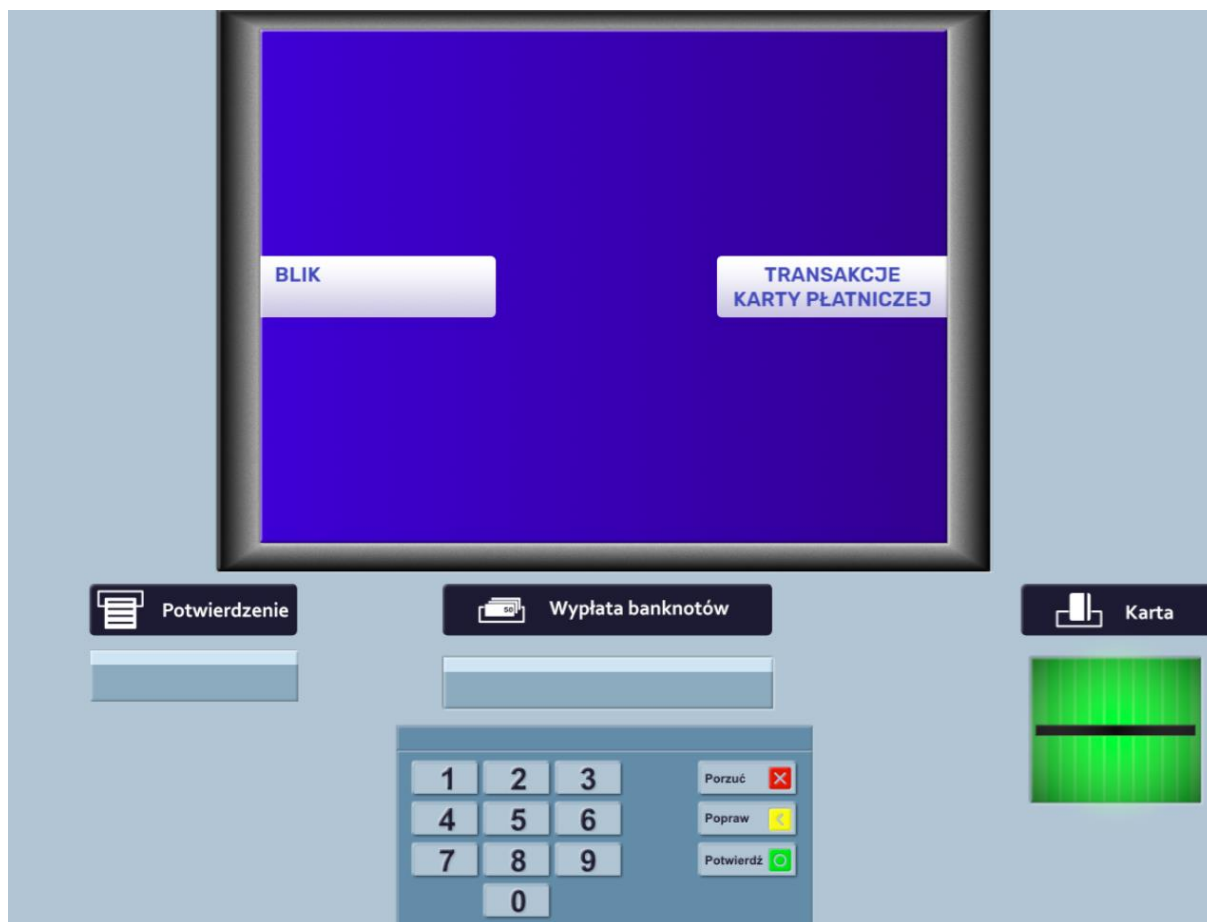 BLIK
TRANSAKCJE
KARTY PŁATNICZEJ
Potwierdzenie
50
Wypłata banknotów
Karta
1 2 3 Porzuć
4 5 6 Popraw
7 8 9 Potwierdź
0